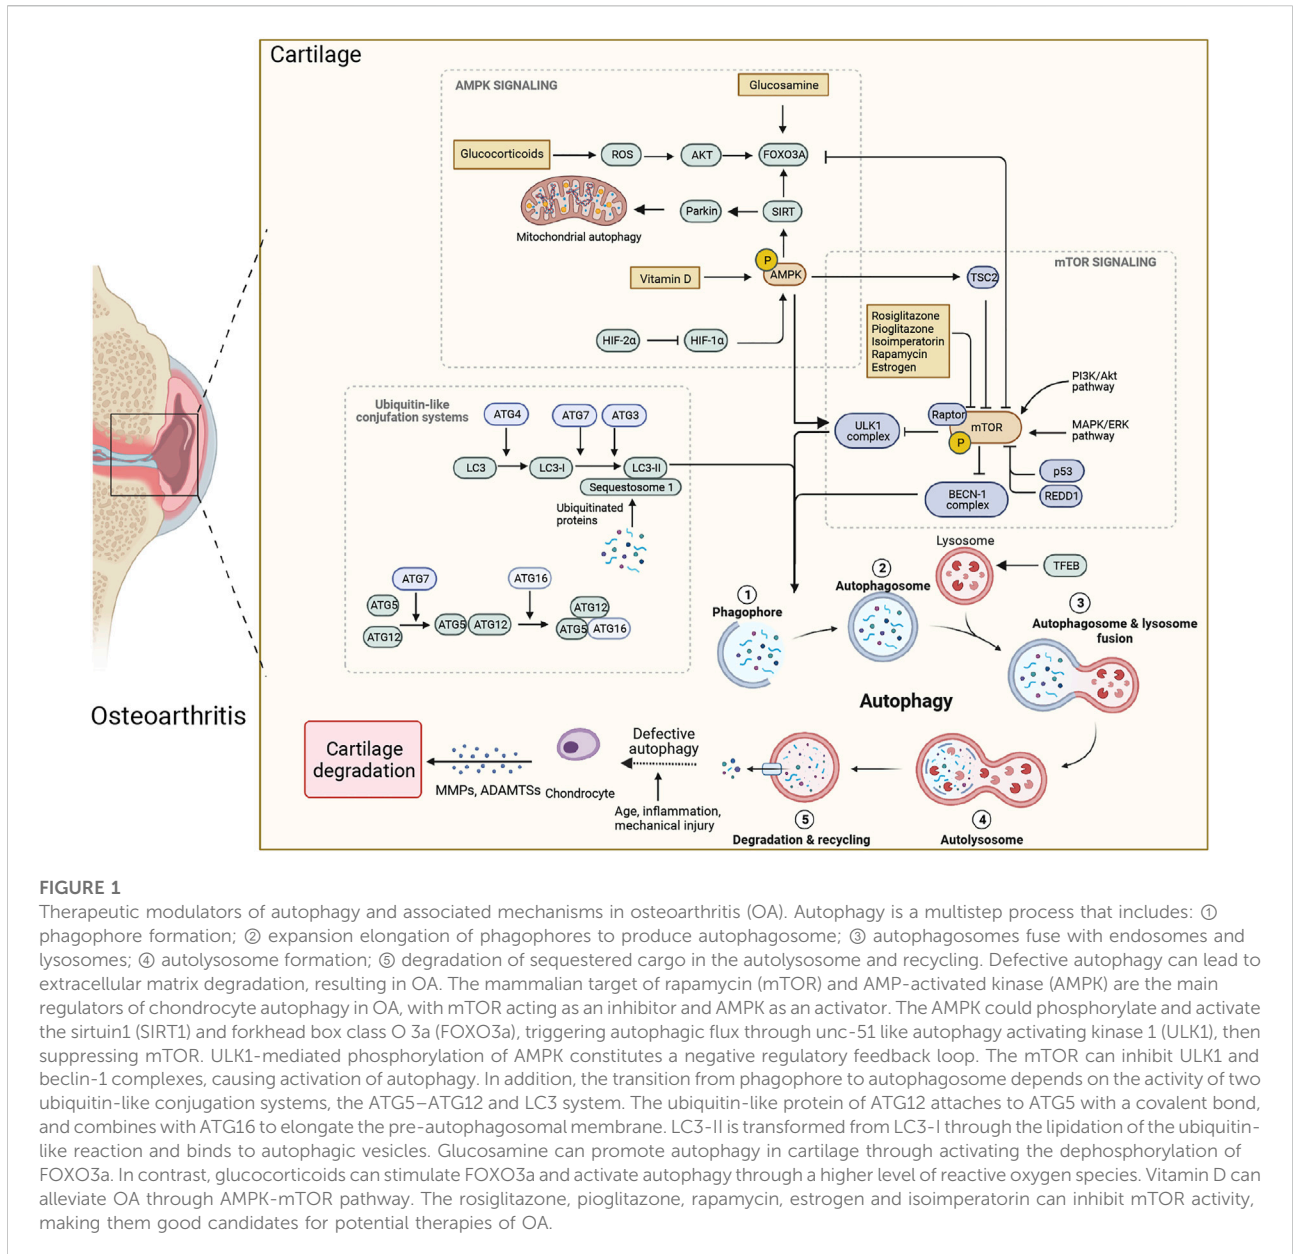 Cartilage
AMPK SIGNALING
Glucosamine
Glucocorticoids
ROS
AKT
FOXO3A
Mitochondrial autophagy
Parkin
SIRT
mTOR SIGNALING
Vitamin D
P
AMPK
TSC2
Rosiglitazone
Pioglitazone
Isoimperatorin
Rapamycin
Estrogen
HIF-2α
HIF-1α
PI3K/Akt
pathway
Ubiquitin-like
conjufation systems
ATG4
ATG7
ATG3
Raptor
mTOR
P
ULK1
complex
MAPK/ERK
pathway
LC3
LC3-I
LC3-II
Sequestosome 1
p53
REDD1
BECN-1
complex
Ubiquitinated
proteins
Lysosome
TFEB
ATG7
ATG16
ATG5
ATG12
ATG5
ATG12
ATG12
ATG5
ATG16
①
Phagophore
②
Autophagosome
③
Autophagosome & lysosome
fusion
Autophagy
Osteoarthritis
Cartilage
degradation
MMPs, ADAMTSs
Chondrocyte
Defective
autophagy
Age, inflammation,
mechanical injury
⑤
Degradation & recycling
④
Autolysosome
FIGURE 1
Therapeutic modulators of autophagy and associated mechanisms in osteoarthritis (OA). Autophagy is a multistep process that includes: ①
phagophore formation; ② expansion elongation of phagophores to produce autophagosome; ③ autophagosomes fuse with endosomes and
lysosomes; ④ autolysosome formation; ⑤ degradation of sequestered cargo in the autolysosome and recycling. Defective autophagy can lead to
extracellular matrix degradation, resulting in OA. The mammalian target of rapamycin (mTOR) and AMP-activated kinase (AMPK) are the main
regulators of chondrocyte autophagy in OA, with mTOR acting as an inhibitor and AMPK as an activator. The AMPK could phosphorylate and activate
the sirtuin1 (SIRT1) and forkhead box class O 3a (FOXO3a), triggering autophagic flux through unc-51 like autophagy activating kinase 1 (ULK1), then
suppressing mTOR. ULK1-mediated phosphorylation of AMPK constitutes a negative regulatory feedback loop. The mTOR can inhibit ULK1 and
beclin-1 complexes, causing activation of autophagy. In addition, the transition from phagophore to autophagosome depends on the activity of two
ubiquitin-like conjugation systems, the ATG5–ATG12 and LC3 system. The ubiquitin-like protein of ATG12 attaches to ATG5 with a covalent bond,
and combines with ATG16 to elongate the pre-autophagosomal membrane. LC3-II is transformed from LC3-I through the lipidation of the ubiquitin-
like reaction and binds to autophagic vesicles. Glucosamine can promote autophagy in cartilage through activating the dephosphorylation of
FOXO3a. In contrast, glucocorticoids can stimulate FOXO3a and activate autophagy through a higher level of reactive oxygen species. Vitamin D can
alleviate OA through AMPK-mTOR pathway. The rosiglitazone, pioglitazone, rapamycin, estrogen and isoimperatorin can inhibit mTOR activity,
making them good candidates for potential therapies of OA.